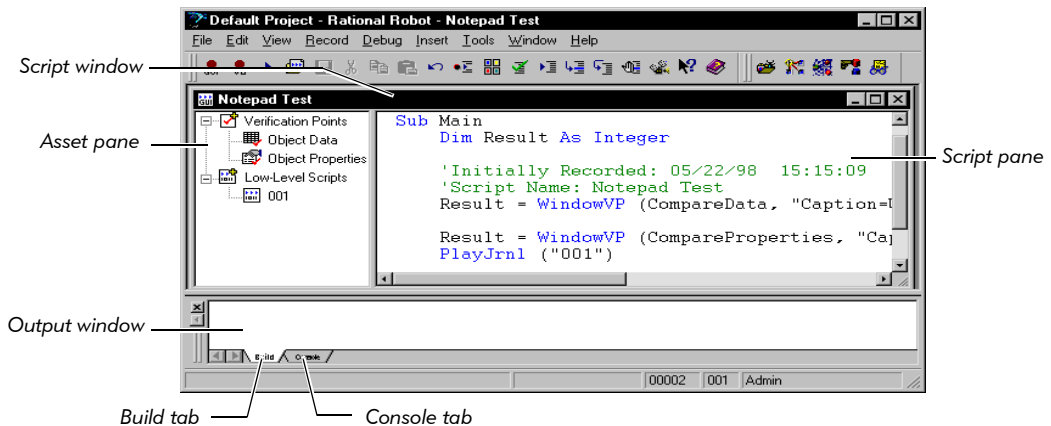 Default Project - Rational Robot - Notepad Test
File Edit View Record Debug Insert Tools Window Help
Script window
Notepad Test
Asset pane
Verification Points
Object Data
Object Properties
Low-Level Scripts
001
Sub Main
Dim Result As Integer
'Initially Recorded: 05/22/98 15:15:09
'Script Name: Notepad Test
Result = WindowVP (CompareData, "Caption=
Result = WindowVP (CompareProperties, "Ca
PlayJrnl ("001")
Script pane
Output window
Build Console
00002 001 Admin
Build tab
Console tab